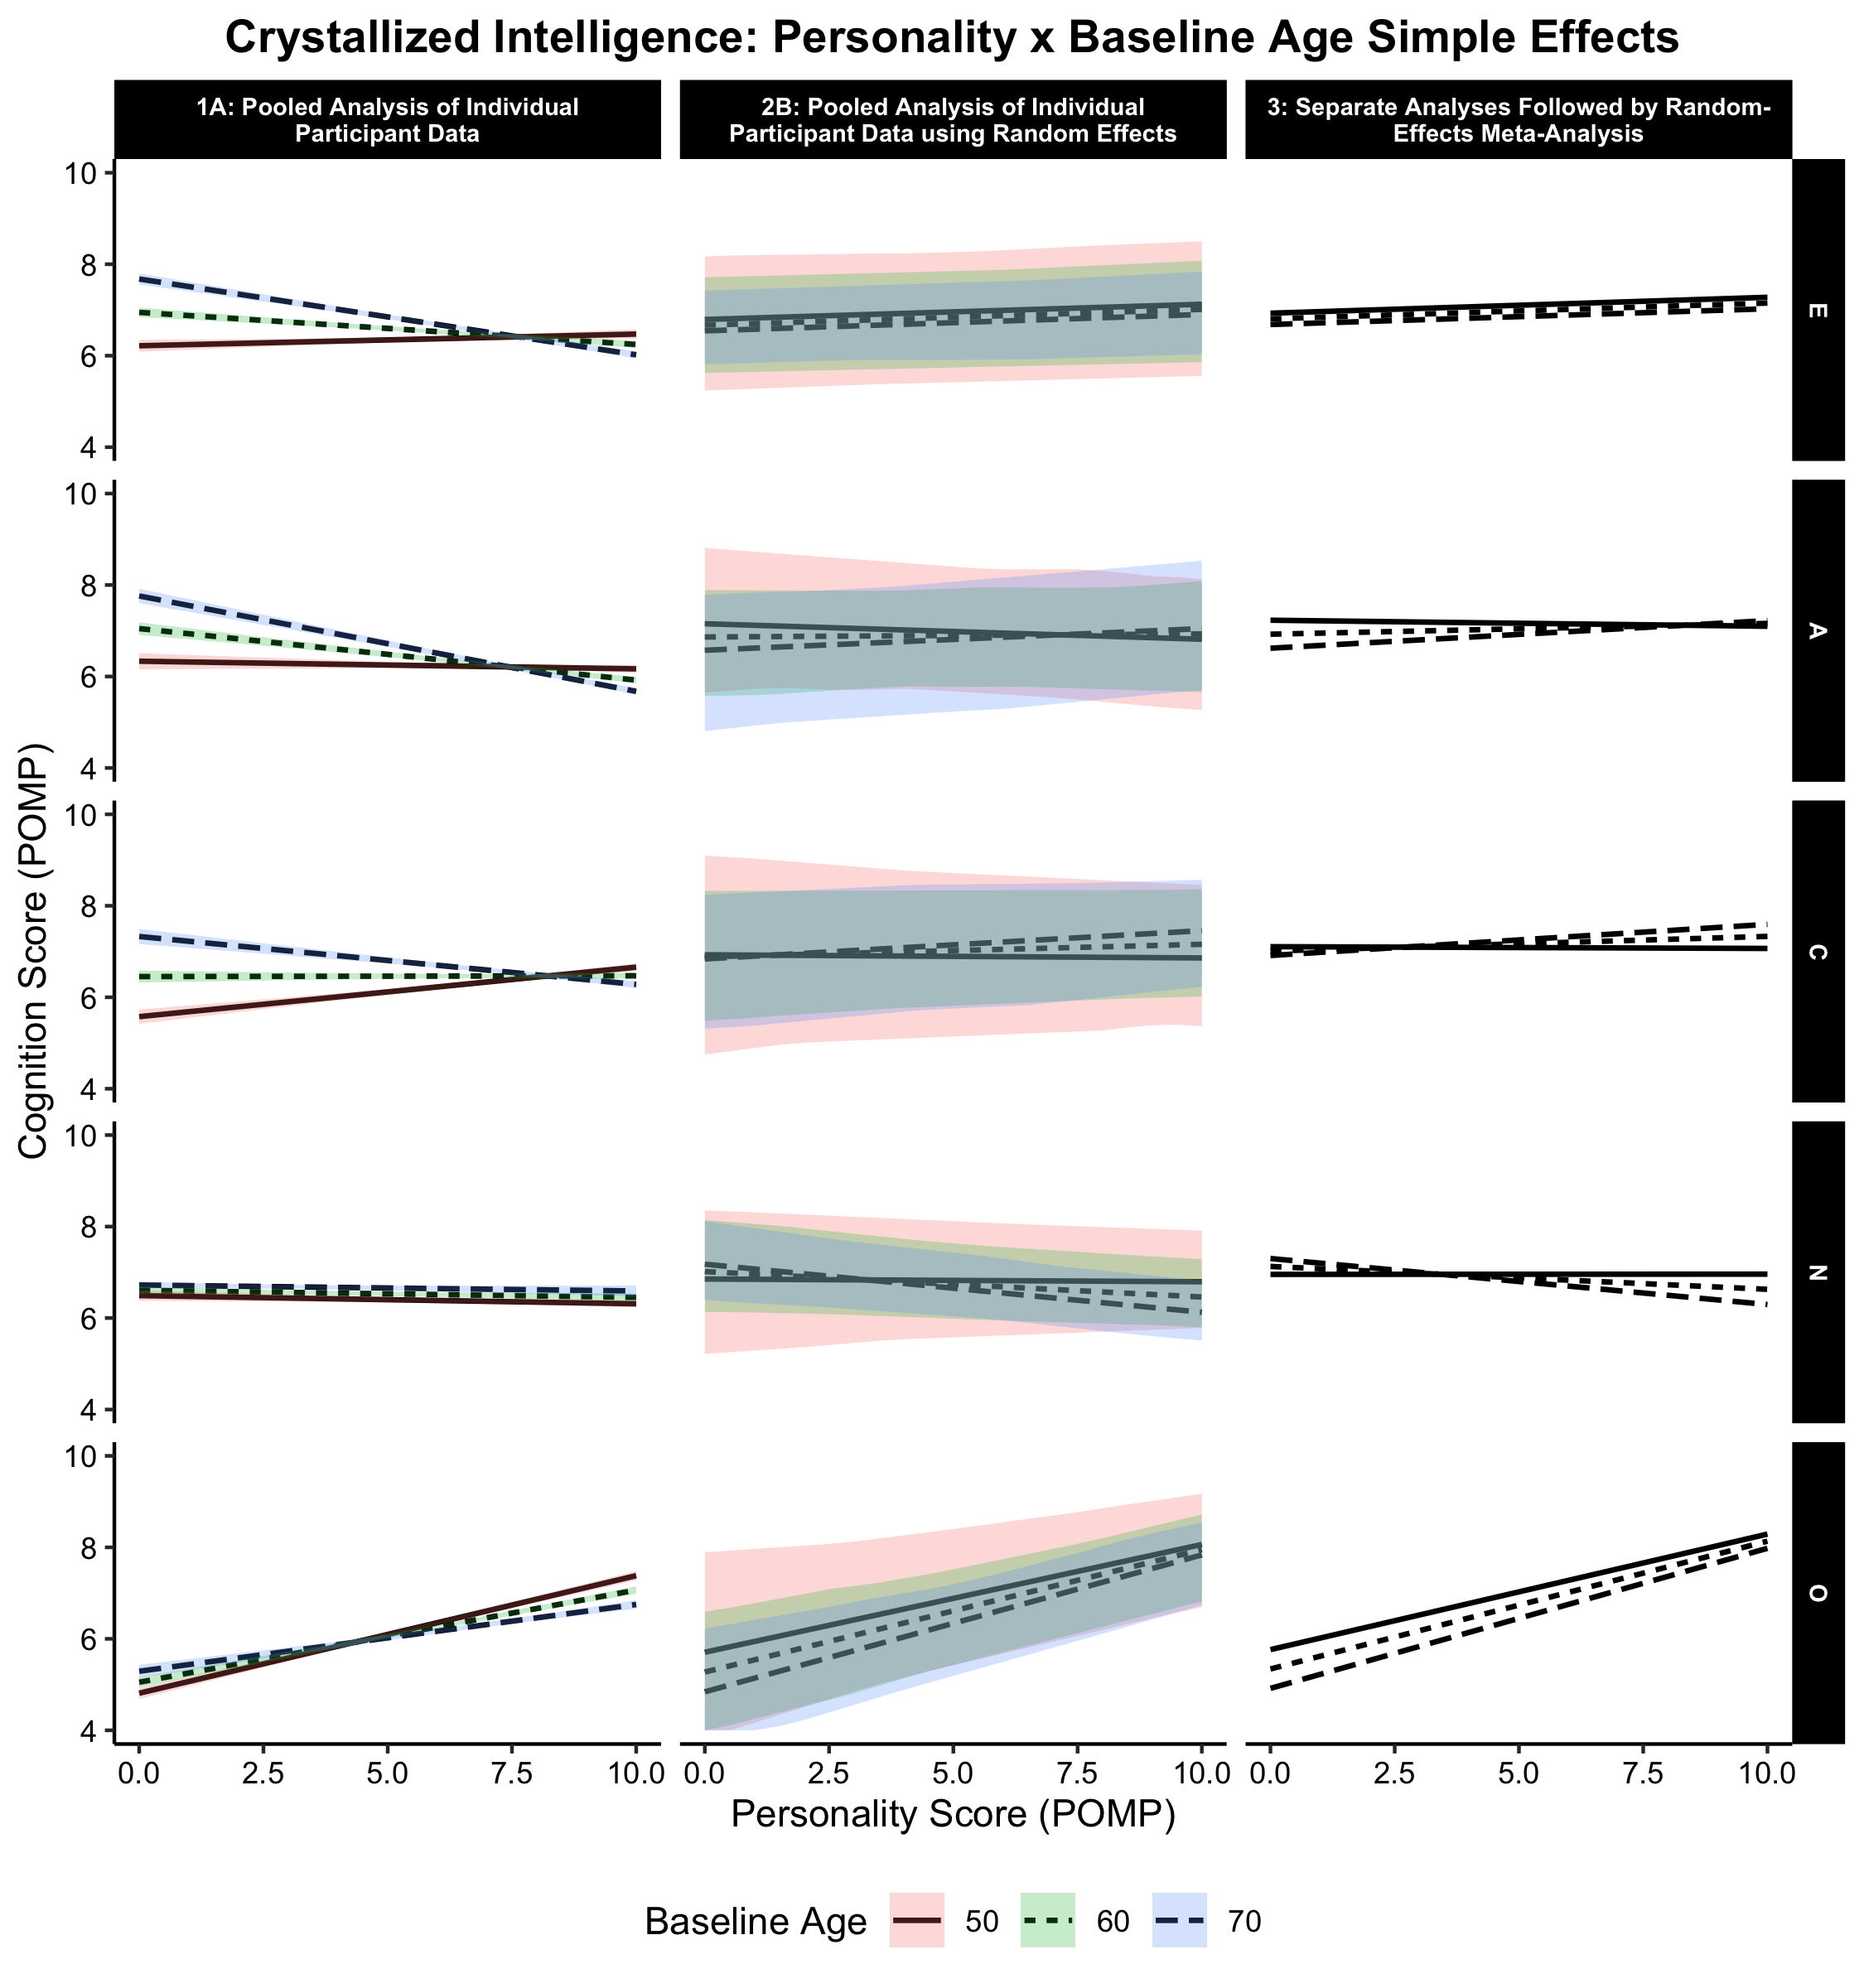 Crystallized Intelligence: Personality x Baseline Age Simple Effects
1A: Pooled Analysis of Individual
Participant Data
2B: Pooled Analysis of Individual
Participant Data using Random Effects
3: Separate Analyses Followed by Random-
Effects Meta-Analysis
Cognition Score (POMP)
10
8
6
4
E
10
8
6
4
A
10
8
6
4
C
10
8
6
4
N
10
8
6
4
O
0.0 2.5 5.0 7.5 10.0 0.0 2.5 5.0 7.5 10.0 0.0 2.5 5.0 7.5 10.0
Personality Score (POMP)
Baseline Age 50 60 70